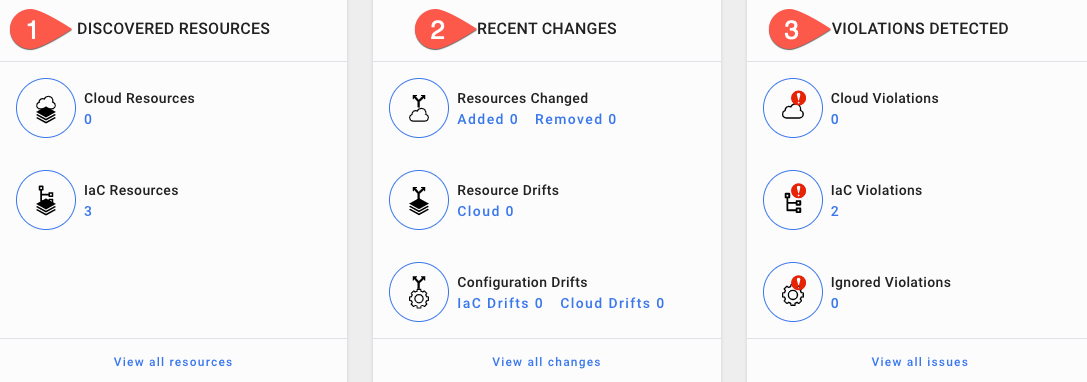 1 DISCOVERED RESOURCES
Cloud Resources
0
IaC Resources
3
View all resources
2 RECENT CHANGES
Resources Changed
Added 0 Removed 0
Resource Drifts
Cloud 0
Configuration Drifts
IaC Drifts 0 Cloud Drifts 0
View all changes
3 VIOLATIONS DETECTED
Cloud Violations
0
IaC Violations
2
Ignored Violations
0
View all issues